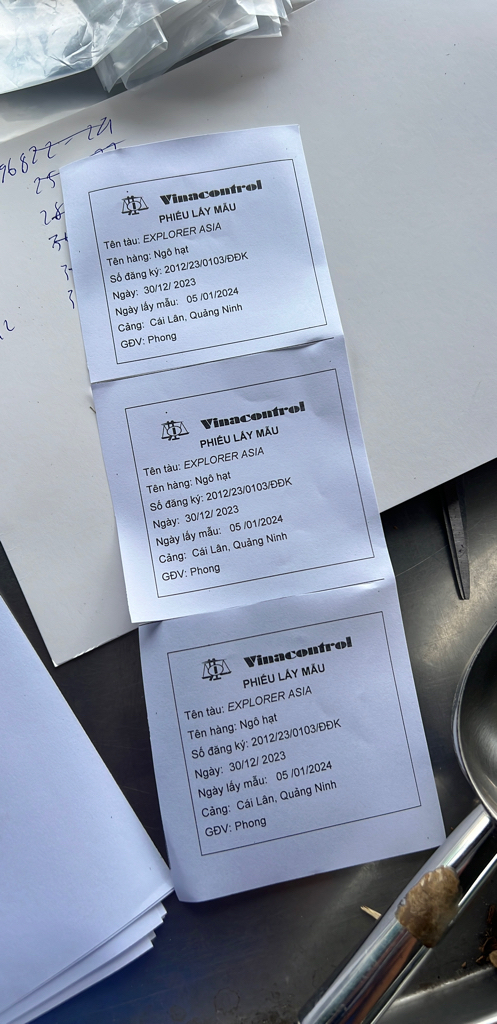 Vinacontrol
PHIẾU LẤY MẪU
Tên tàu: EXPLORER ASIA
Tên hàng: Ngô hạt
Số đăng ký: 2012/23/0103/ĐĐK
Ngày: 30/12/ 2023
Ngày lấy mẫu: 05 /01/2024
Cảng: Cái Lân, Quảng Ninh
GĐV: Phong
Vinacontrol
PHIẾU LẤY MẪU
Tên tàu: EXPLORER ASIA
Tên hàng: Ngô hạt
Số đăng ký: 2012/23/0103/ĐĐK
Ngày: 30/12/ 2023
Ngày lấy mẫu: 05 /01/2024
Cảng: Cái Lân, Quảng Ninh
GĐV: Phong
Vinacontrol
PHIẾU LẤY MẪU
Tên tàu: EXPLORER ASIA
Tên hàng: Ngô hạt
Số đăng ký: 2012/23/0103/ĐĐK
Ngày: 30/12/ 2023
Ngày lấy mẫu: 05 /01/2024
Cảng: Cái Lân, Quảng Ninh
GĐV: Phong